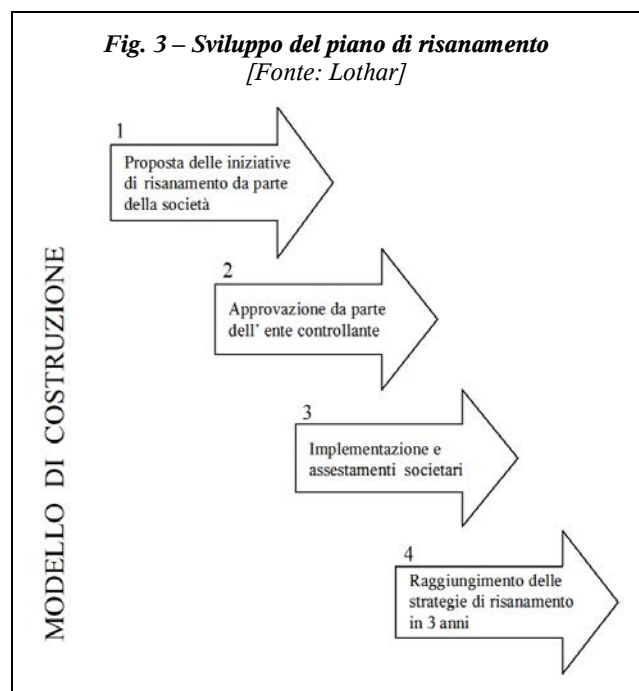 Fig. 3 – Sviluppo del piano di risanamento
[Fonte: Lothar]
MODELLO DI COSTRUZIONE
1
Proposta delle iniziative
di risanamento da parte
della società
2
Approvazione da parte
dell' ente controllante
3
Implementazione e
assestamenti societari
4
Raggiungimento delle
strategie di risanamento
in 3 anni